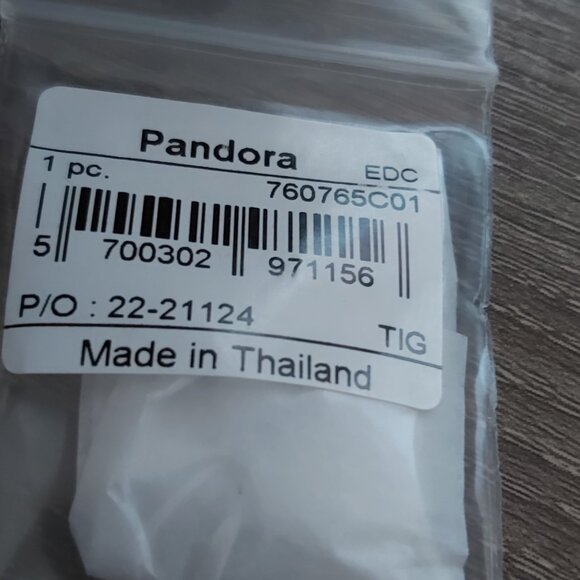 Pandora
1 pc. EDC
760765C01
5 700302 971156
P/O : 22-21124
TIG
Made in Thailand